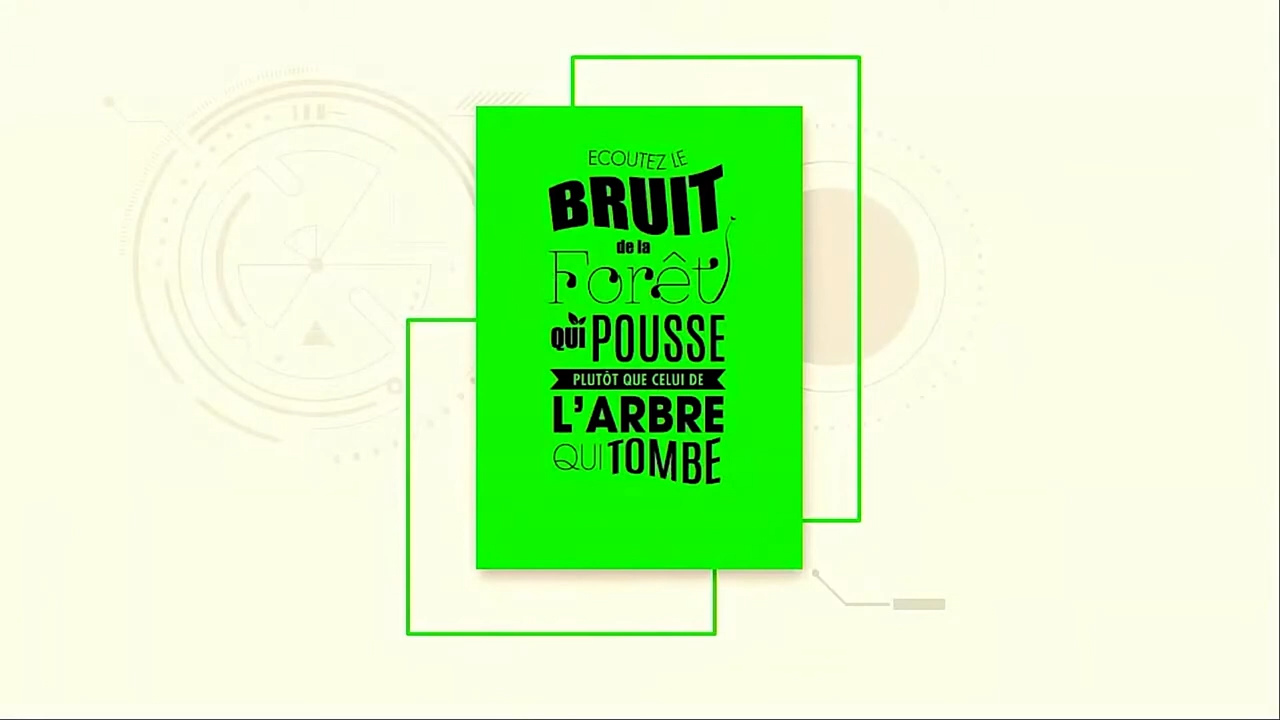 ECOUTEZ LE
BRUIT
de la
Forêt
QUI POUSSE
PLUTÔT QUE CELUI DE
L'ARBRE
QUI TOMBE